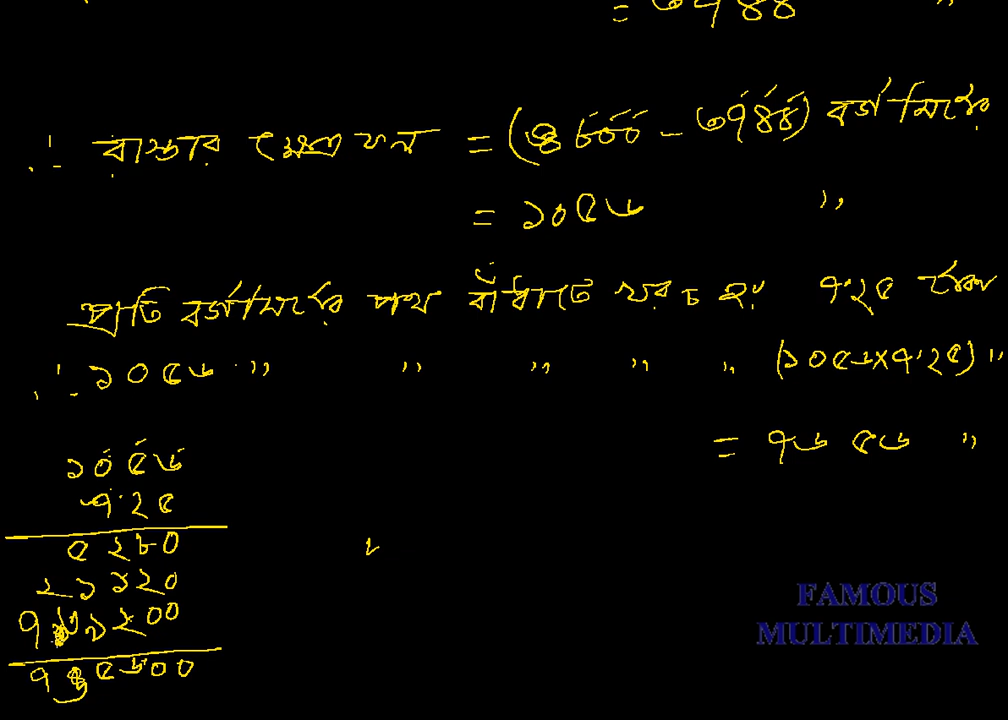 = ৩৭৪৪ "
∴ রাস্তার ক্ষেত্রফল = (৪৮০০ - ৩৭৪৪) বর্গমিটার
= ১০৫৬ "
প্রতি বর্গমিটার পথ বাঁধাতে খরচ হয় ৭.২৫ টাকা
∴ ১০৫৬ " " " " " (১০৫৬×৭.২৫) "
= ৭৬৫৬ "
১০৫৬
৭.২৫
৫২৮০
২১১২০
৭৩৯২০০
৭৬৫৬০০
FAMOUS
MULTIMEDIA